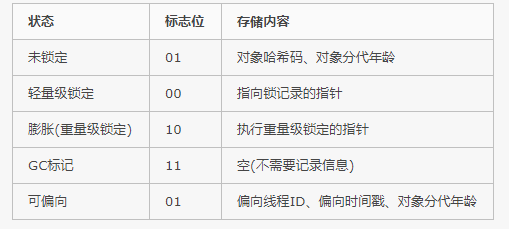 状态 标志位 存储内容
未锁定 01 对象哈希码、对象分代年龄
轻量级锁定 00 指向锁记录的指针
膨胀(重量级锁定) 10 执行重量级锁定的指针
GC标记 11 空(不需要记录信息)
可偏向 01 偏向线程ID、偏向时间戳、对象分代年龄